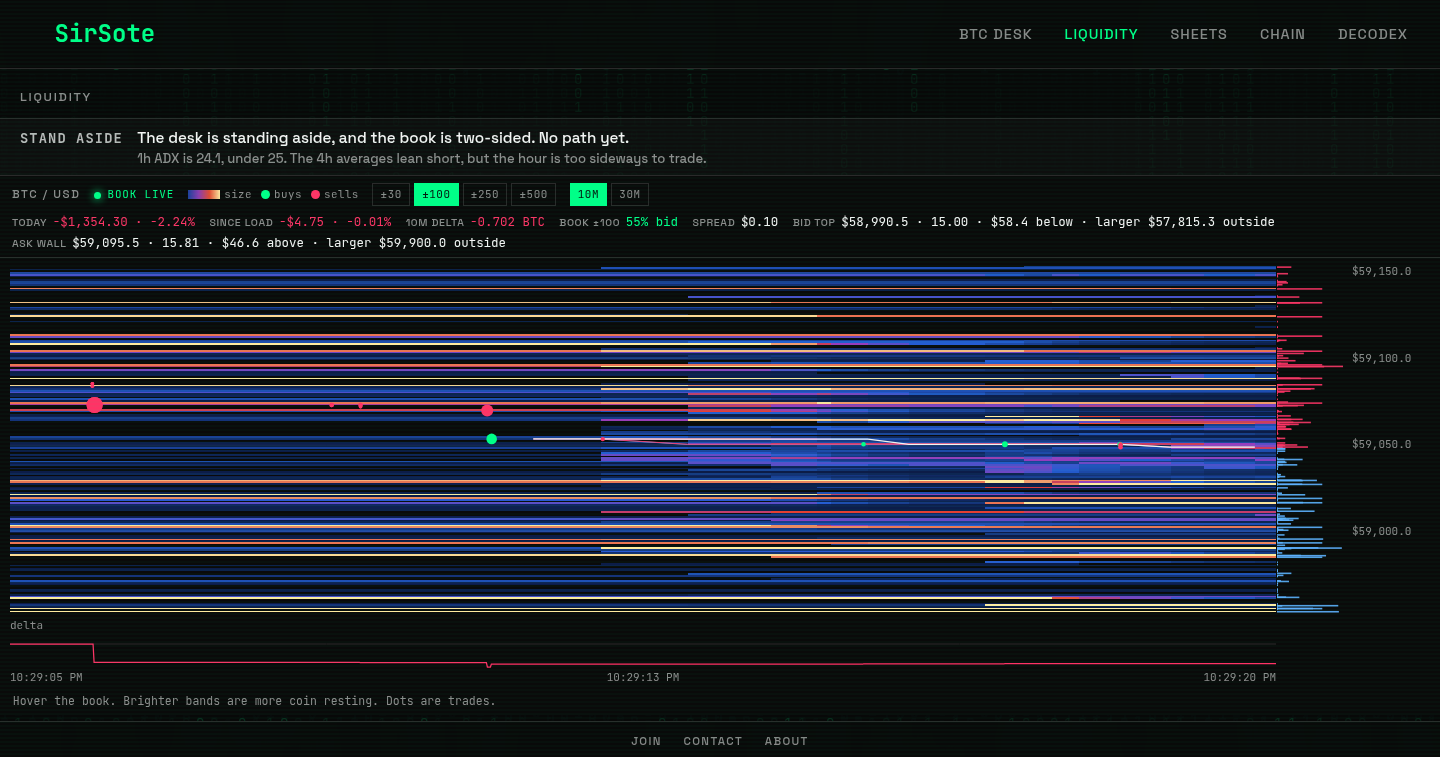 SirSote
BTC DESK LIQUIDITY SHEETS CHAIN DECODEX
LIQUIDITY
STAND ASIDE The desk is standing aside, and the book is two-sided. No path yet.
1h ADX is 24.1, under 25. The 4h averages lean short, but the hour is too sideways to trade.
BTC / USD BOOK LIVE size buys sells ±30 ±100 ±250 ±500 10M 30M
TODAY -$1,354.30 · -2.24% SINCE LOAD -$4.75 · -0.01% 10M DELTA -0.702 BTC BOOK ±100 55% bid SPREAD $0.10 BID TOP $58,990.5 · 15.00 · $58.4 below · larger $57,815.3 outside
ASK WALL $59,095.5 · 15.81 · $46.6 above · larger $59,900.0 outside
$59,150.0
$59,100.0
$59,050.0
$59,000.0
delta
10:29:05 PM 10:29:13 PM 10:29:20 PM
Hover the book. Brighter bands are more coin resting. Dots are trades.
JOIN CONTACT ABOUT